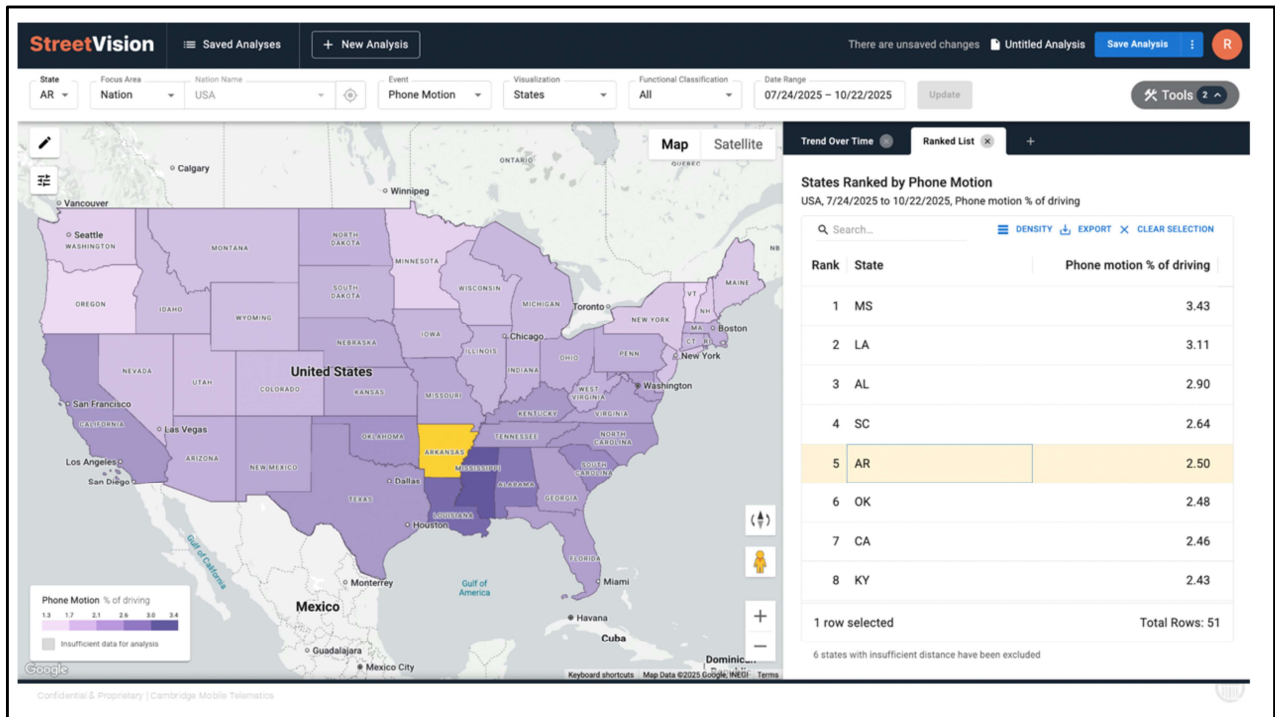 StreetVision
Saved Analyses
+ New Analysis
There are unsaved changes
Untitled Analysis
Save Analysis
R
State
AR
Focus Area
Nation
Nation Name
USA
Event
Phone Motion
Visualization
States
Functional Classification
All
Date Range
07/24/2025 – 10/22/2025
Update
Tools 2
Map
Satellite
Calgary
ONTARIO
QUEBEC
Winnipeg
Vancouver
Seattle
WASHINGTON
MONTANA
NORTH
DAKOTA
MINNESOTA
NB
OREGON
IDAHO
WYOMING
SOUTH
DAKOTA
WISCONSIN
MICHIGAN
Toronto
MAINE
VT
NH
NEW YORK
MA
Boston
CT
RI
NEBRASKA
IOWA
Chicago
ILLINOIS
INDIANA
OHIO
PENN
New York
NEVADA
UTAH
COLORADO
United States
KANSAS
MISSOURI
WEST
VIRGINIA
Washington
KENTUCKY
VIRGINIA
San Francisco
CALIFORNIA
Las Vegas
OKLAHOMA
ARKANSAS
TENNESSEE
NORTH
CAROLINA
Los Angeles
ARIZONA
NEW MEXICO
MISSISSIPPI
SOUTH
CAROLINA
San Diego
Dallas
ALABAMA
GEORGIA
TEXAS
LOUISIANA
Houston
FLORIDA
Gulf of California
Monterrey
Gulf of
America
Miami
Mexico
Havana
Cuba
Guadalajara
Mexico City
Phone Motion % of driving
1.3 1.7 2.1 2.6 3.0 3.4
Insufficient data for analysis
Google
Keyboard shortcuts
Map Data ©2025 Google, INEGI
Terms
Trend Over Time
Ranked List
+
States Ranked by Phone Motion
USA, 7/24/2025 to 10/22/2025, Phone motion % of driving
Search...
DENSITY
EXPORT
CLEAR SELECTION
Rank State Phone motion % of driving
1 MS 3.43
2 LA 3.11
3 AL 2.90
4 SC 2.64
5 AR 2.50
6 OK 2.48
7 CA 2.46
8 KY 2.43
1 row selected
Total Rows: 51
6 states with insufficient distance have been excluded
Confidential & Proprietary | Cambridge Mobile Telematics